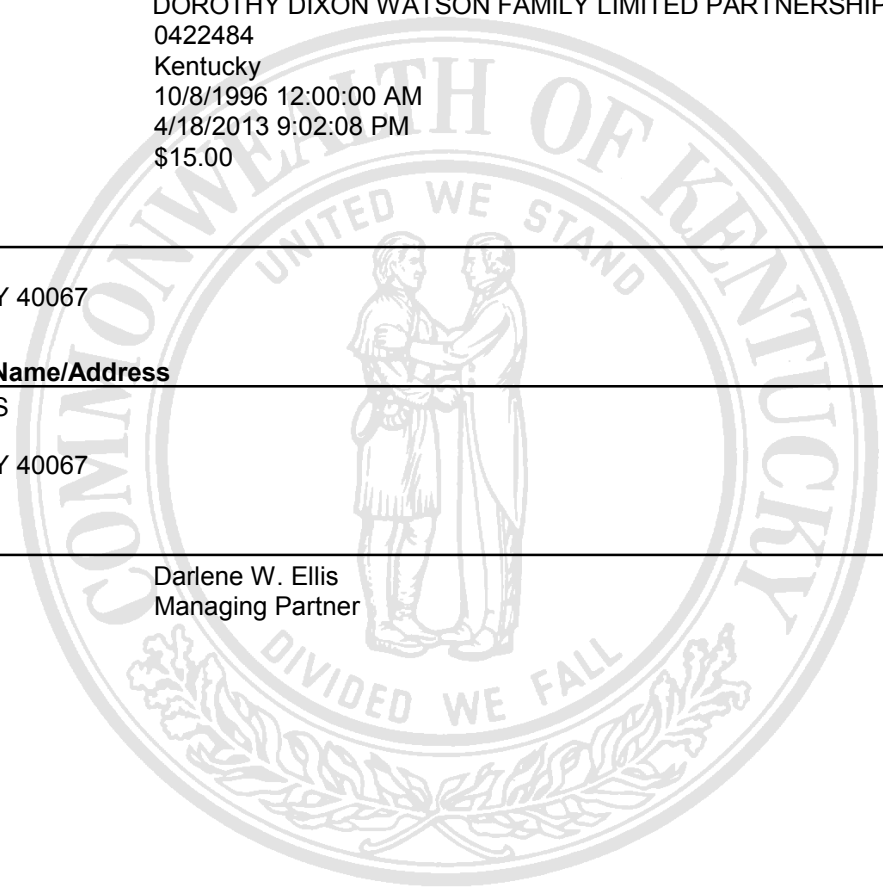 DOROTHY DIXON WATSON FAMILY LIMITED PARTNERSHIP
0422484
Kentucky
10/8/1996 12:00:00 AM
4/18/2013 9:02:08 PM
$15.00
Y 40067
Name/Address
S
Y 40067
Darlene W. Ellis
Managing Partner
COMMONWEALTH OF KENTUCKY
UNITED WE STAND
DIVIDED WE FALL